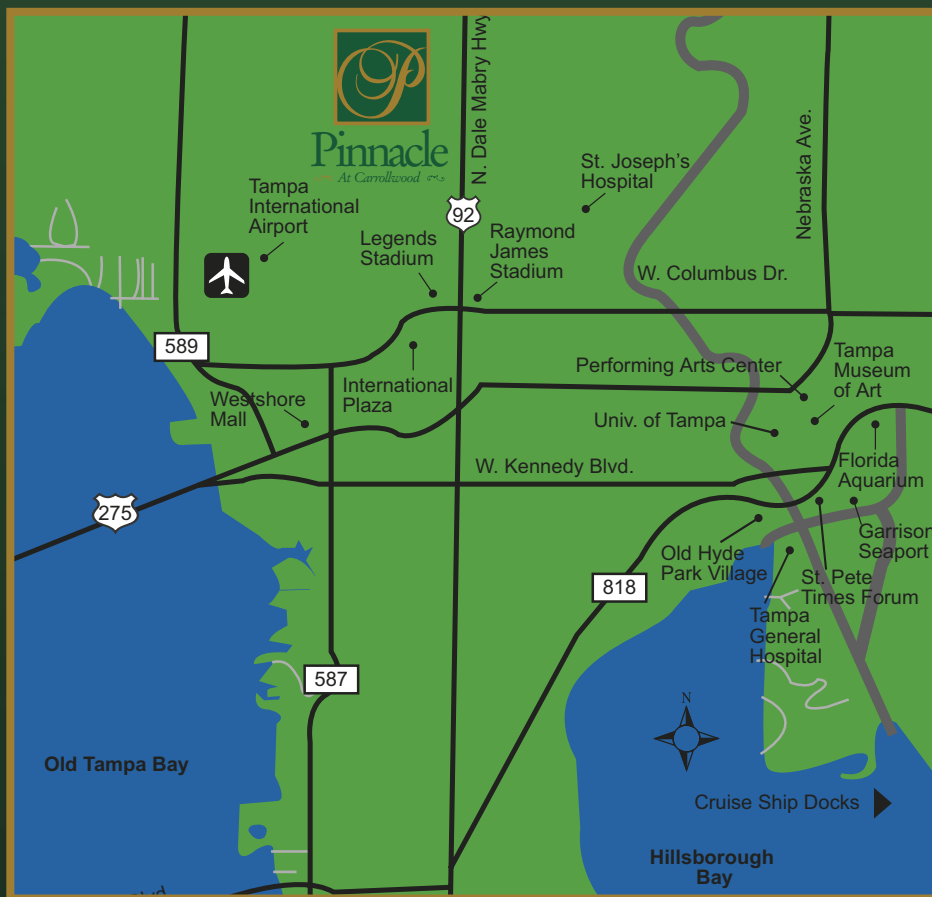 N. Dale Mabry Hwy
Pinnacle
At Carrollwood
Nebraska Ave.
St. Joseph's
Hospital
Tampa
International
Airport
92
Legends
Stadium
Raymond
James
Stadium
W. Columbus Dr.
589
Performing Arts Center
Tampa
Museum
of Art
International
Plaza
Westshore
Mall
Univ. of Tampa
W. Kennedy Blvd.
Florida
Aquarium
275
Garrison
Seaport
Old Hyde
Park Village
818
St. Pete
Times Forum
Tampa
General
Hospital
587
N
Old Tampa Bay
Cruise Ship Docks
Hillsborough
Bay
Blvd